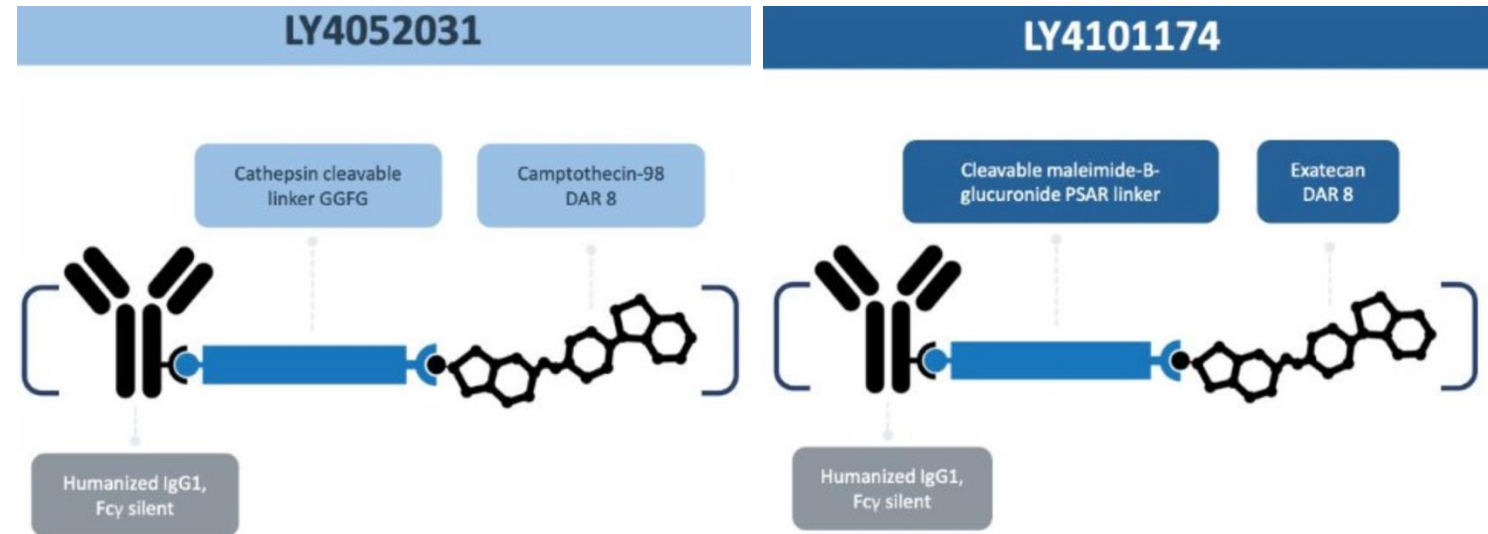 LY4052031
Cathepsin cleavable
linker GGFG
Camptothecin-98
DAR 8
Humanized IgG1,
Fcγ silent
LY4101174
Cleavable maleimide-B-
glucuronide PSAR linker
Exatecan
DAR 8
Humanized IgG1,
Fcγ silent